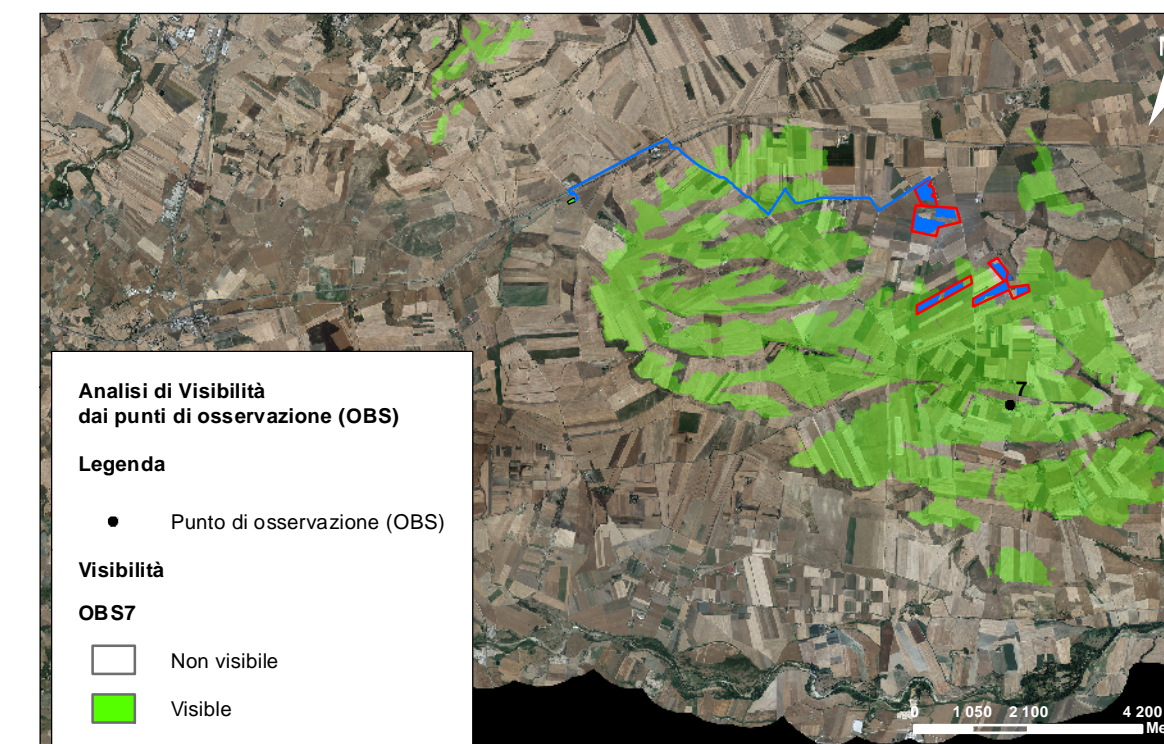 7
Analisi di Visibilità
dai punti di osservazione (OBS)
Legenda
Punto di osservazione (OBS)
Visibilità
OBS7
Non visibile
Visible
0 1 050 2 100 4 200